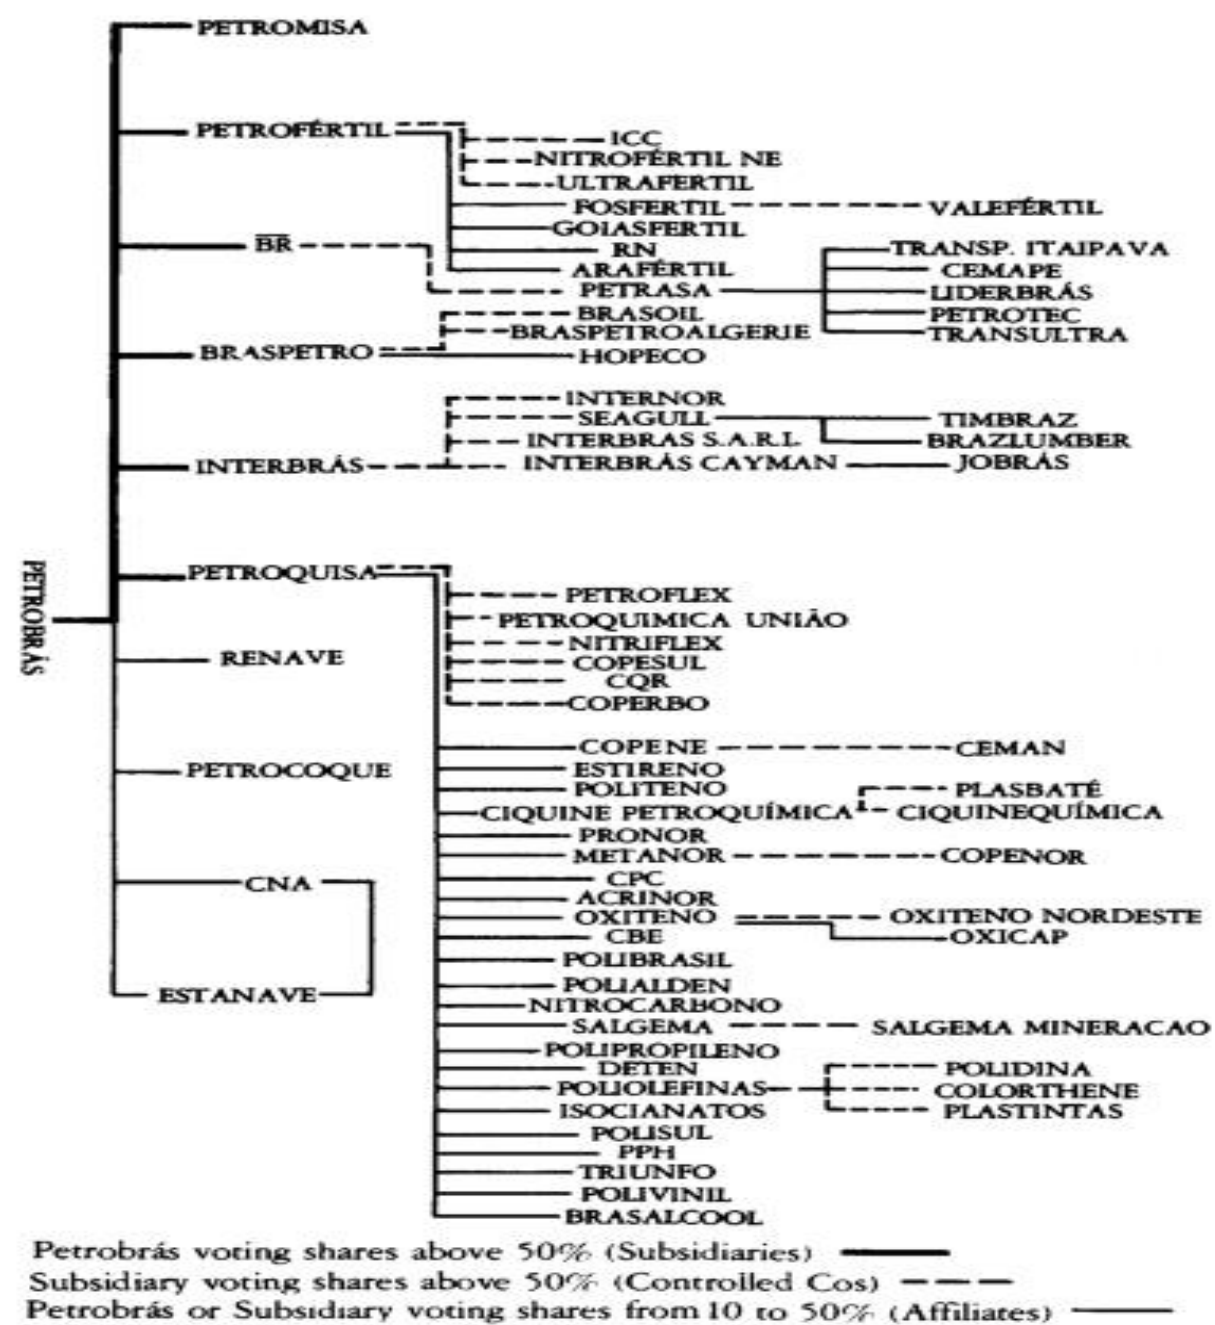 PETROMISA
PETROFÉRTIL
ICC
NITROFÉRTIL NE
ULTRAFERTIL
FOSFERTIL
VALEFÉRTIL
GOIASFERTIL
BR
RN
TRANSP. ITAIPAVA
ARAFÉRTIL
CEMAPE
PETRASA
LIDERBRÁS
BRASOIL
PETROTEC
BRASPETROALGERIE
TRANSULTRA
BRASPETRO
HOPECO
INTERNOR
SEAGULL
TIMBRAZ
INTERBRAS S.A.R.L
BRAZLUMBER
INTERBRÁS
INTERBRÁS CAYMAN
JOBRÁS
PETROBRÁS
PETROQUISA
PETROFLEX
PETROQUIMICA UNIÃO
NITRIFLEX
RENAVE
COPESUL
CQR
COPERBO
COPENE
CEMAN
PETROCOQUE
ESTIRENO
POLITENO
PLASBATÉ
CIQUINE PETROQUÍMICA
CIQUINEQUÍMICA
PRONOR
METANOR
COPENOR
CPC
CNA
ACRINOR
OXITENO
OXITENO NORDESTE
CBE
OXICAP
POLIBRASIL
POLIALDEN
ESTANAVE
NITROCARBONO
SALGEMA
SALGEMA MINERACAO
POLIPROPILENO
DETEN
POLIDINA
POLIOLEFINAS
COLORTHENE
ISOCIANATOS
PLASTINTAS
POLISUL
PPH
TRIUNFO
POLIVINIL
BRASALCOOL
Petrobrás voting shares above 50% (Subsidiaries)
Subsidiary voting shares above 50% (Controlled Cos)
Petrobrás or Subsidiary voting shares from 10 to 50% (Affiliates)